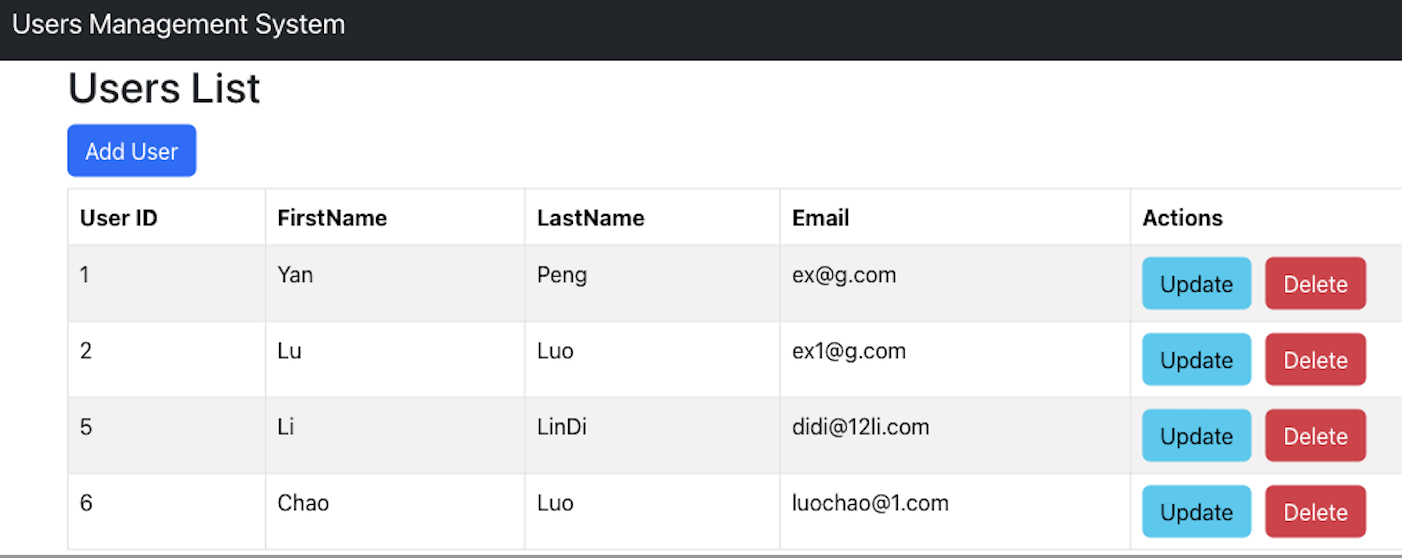 Users Management System
Users List
Add User
User ID FirstName LastName Email Actions
1 Yan Peng ex@g.com Update Delete
2 Lu Luo ex1@g.com Update Delete
5 Li LinDi didi@12li.com Update Delete
6 Chao Luo luochao@1.com Update Delete